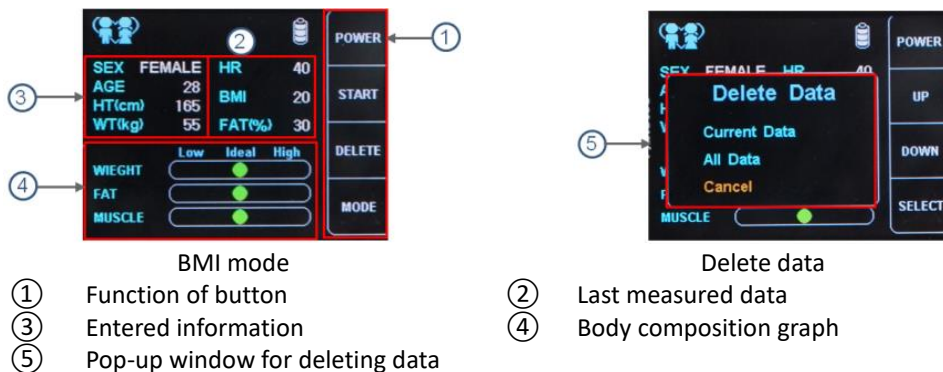 ②
POWER
①
SEX FEMALE HR 40
AGE 28
HT(cm) 165 BMI 20
WT(kg) 55 FAT(%) 30
START
③
Low Ideal High
DELETE
WIEGHT
④
FAT
MUSCLE
MODE
POWER
SEX FEMALE HR 40
Delete Data
UP
Current Data
⑤
All Data
DOWN
Cancel
MUSCLE
SELECT
BMI mode
Delete data
① Function of button
② Last measured data
③ Entered information
④ Body composition graph
⑤ Pop-up window for deleting data